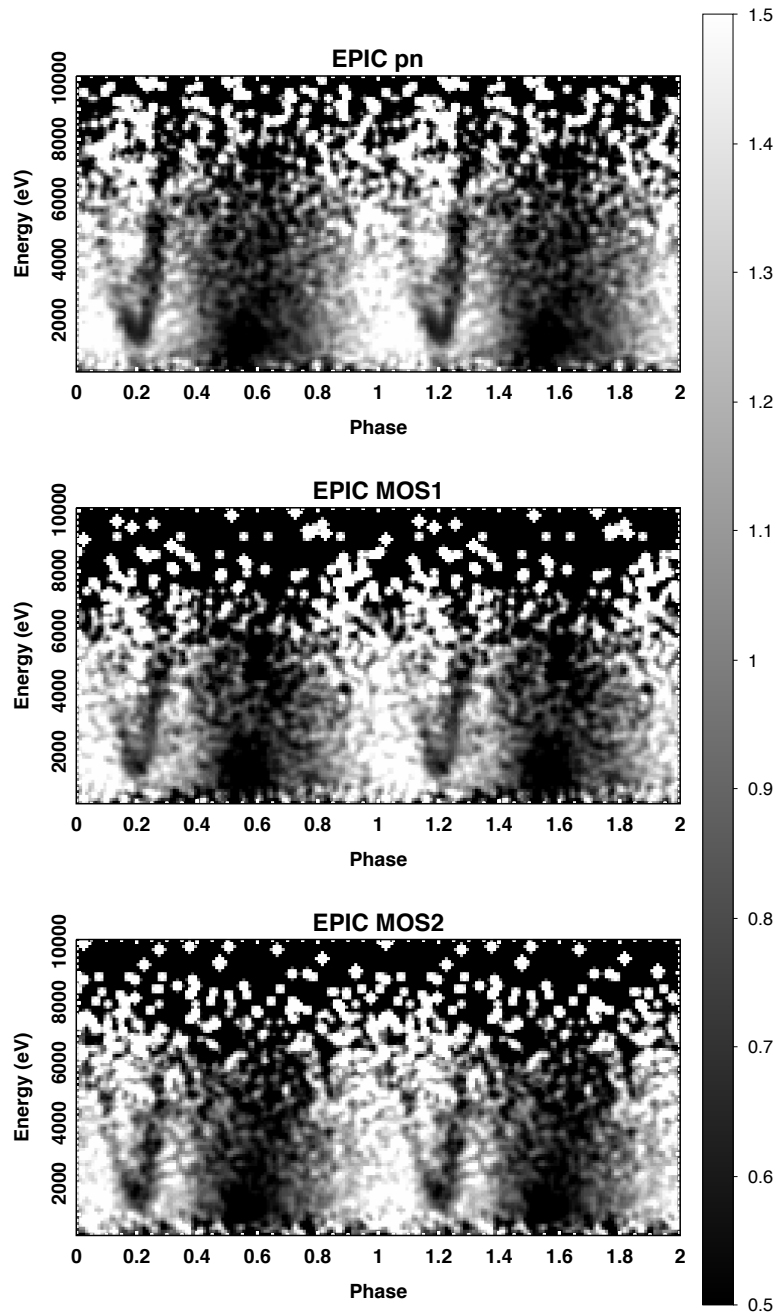 EPIC pn
Energy (eV)
2000 4000 6000 8000 10000
0 0.2 0.4 0.6 0.8 1 1.2 1.4 1.6 1.8 2
Phase
EPIC MOS1
Energy (eV)
2000 4000 6000 8000 10000
0 0.2 0.4 0.6 0.8 1 1.2 1.4 1.6 1.8 2
Phase
EPIC MOS2
Energy (eV)
2000 4000 6000 8000 10000
0 0.2 0.4 0.6 0.8 1 1.2 1.4 1.6 1.8 2
Phase
1.5
1.4
1.3
1.2
1.1
1
0.9
0.8
0.7
0.6
0.5